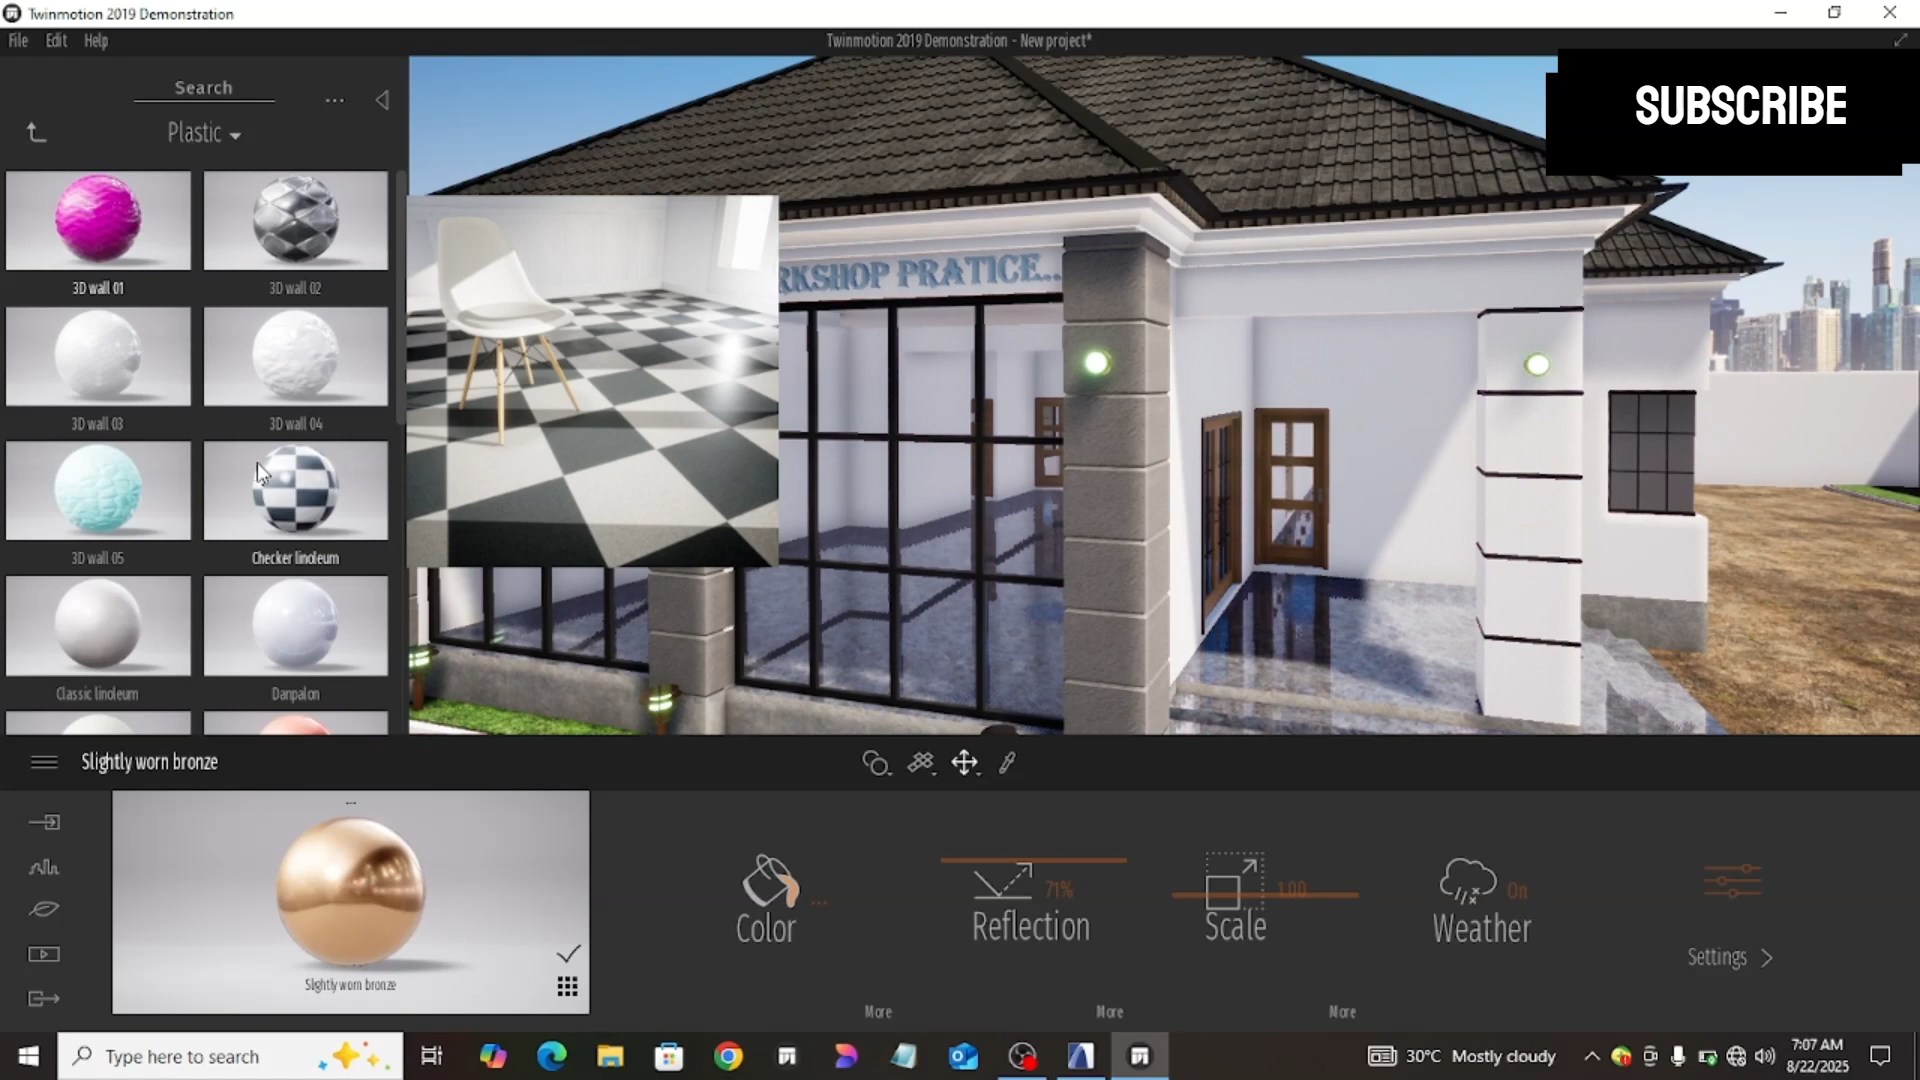 Twinmotion 2019 Demonstration
File Edit Help
Twinmotion 2019 Demonstration - New project*
Search
...
Plastic
SUBSCRIBE
3D wall 01
3D wall 02
RKSHOP PRATICE...
3D wall 03
3D wall 04
3D wall 05
Checker linoleum
Classic linoleum
Danpalon
Slightly worn bronze
...
Slightly worn bronze
...
71%
1.00
On
Color
Reflection
Scale
Weather
Settings
More
More
More
Type here to search
30°C Mostly cloudy
7:07 AM
8/22/2025